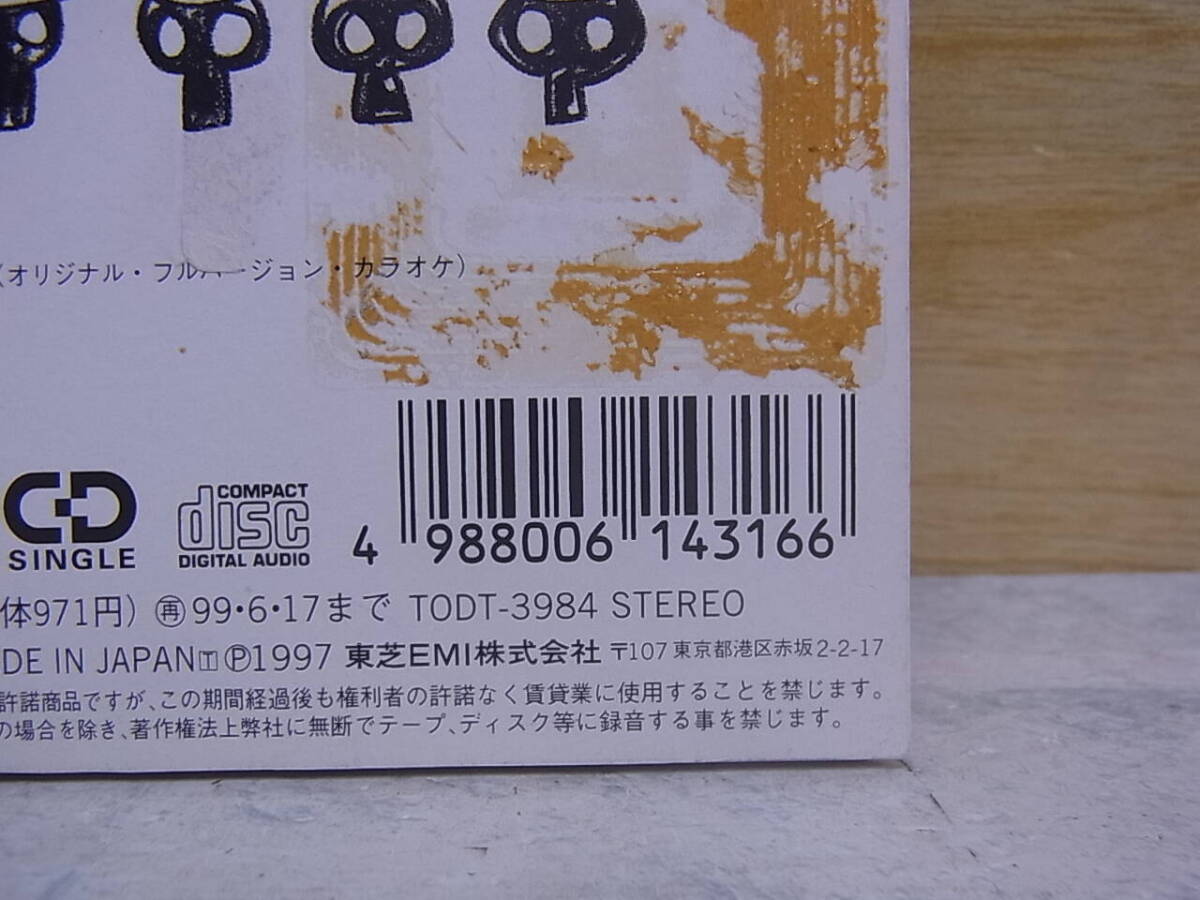 (オリジナル・フルバージョン・カラオケ)
CD
SINGLE
COMPACT
disc
DIGITAL AUDIO
4 988006 143166
体971円) ㊥99・6・17まで TODT-3984 STEREO
DE IN JAPAN Ⓣ Ⓟ1997 東芝EMI株式会社 〒107 東京都港区赤坂2-2-17
許諾商品ですが、この期間経過後も権利者の許諾なく賃貸業に使用することを禁じます。
の場合を除き、著作権法上弊社に無断でテープ、ディスク等に録音する事を禁じます。